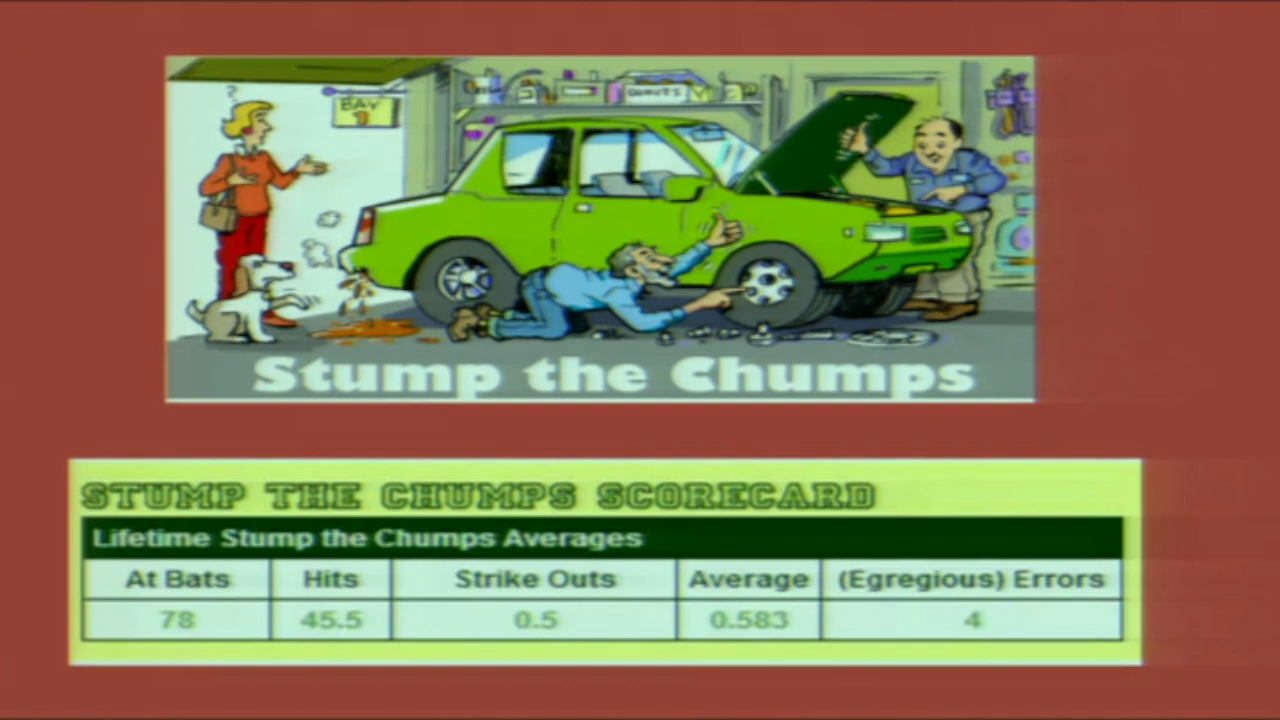 BAY
1
DONUTS
Stump the Chumps
STUMP THE CHUMPS SCORECARD
Lifetime Stump the Chumps Averages
At Bats Hits Strike Outs Average (Egregious) Errors
78 45.5 0.5 0.583 4